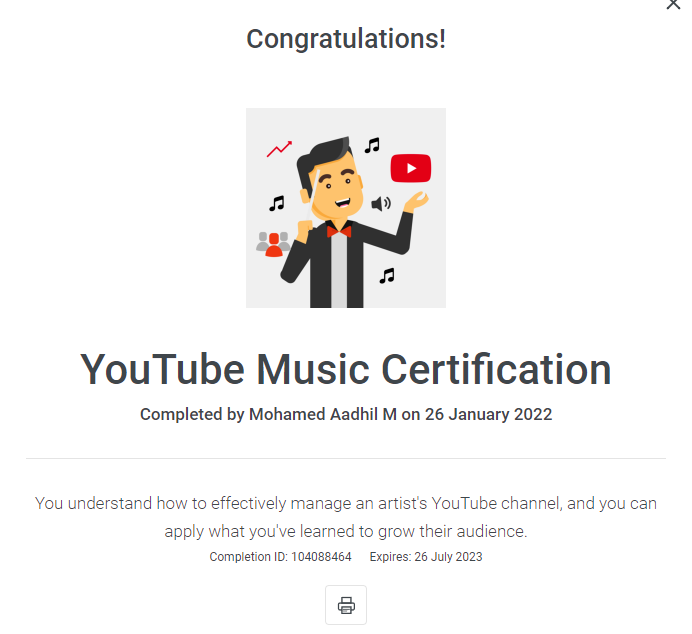 Congratulations!
YouTube Music Certification
Completed by Mohamed Aadhil M on 26 January 2022
You understand how to effectively manage an artist's YouTube channel, and you can
apply what you've learned to grow their audience.
Completion ID: 104088464 Expires: 26 July 2023